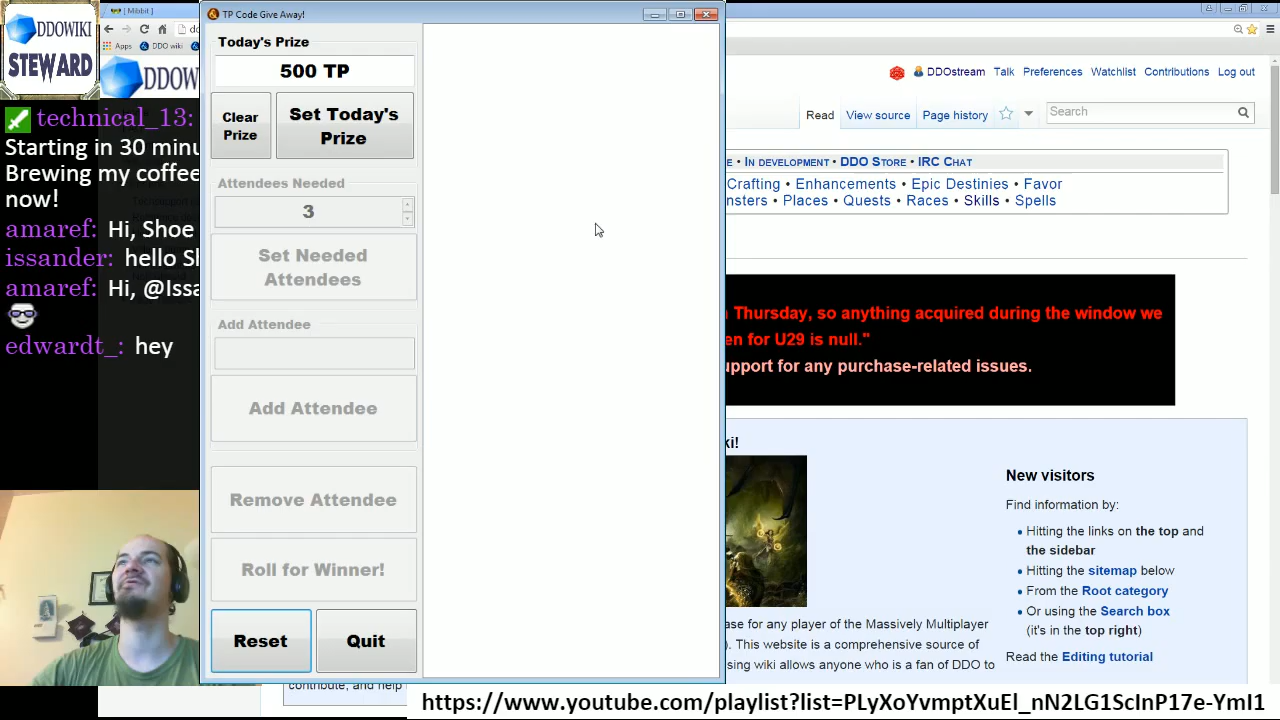 DDOWIKI
STEWARD
technical_13:
Starting in 30 minu
Brewing my coffee
now!
amaref: Hi, Shoe
issander: hello Sh
amaref: Hi, @Issa
edwardt_: hey
[ Mibbit ]
Apps DDO wiki
DDOW
TP Code Give Away!
Today's Prize
500 TP
Clear
Prize
Set Today's
Prize
Attendees Needed
3
Set Needed
Attendees
Add Attendee
Add Attendee
Remove Attendee
Roll for Winner!
Reset
Quit
DDOstream Talk Preferences Watchlist Contributions Log out
Read View source Page history
Search
• In development • DDO Store • IRC Chat
Crafting • Enhancements • Epic Destinies • Favor
nsters • Places • Quests • Races • Skills • Spells
Thursday, so anything acquired during the window we
en for U29 is null."
upport for any purchase-related issues.
ki!
New visitors
Find information by:
• Hitting the links on the top and
the sidebar
• Hitting the sitemap below
• From the Root category
• Or using the Search box
(it's in the top right)
Read the Editing tutorial
ase for any player of the Massively Multiplayer
). This website is a comprehensive source of
sing wiki allows anyone who is a fan of DDO to
contribute, and help
https://www.youtube.com/playlist?list=PLyXoYvmptXuEl_nN2LG1ScInP17e-YmI1